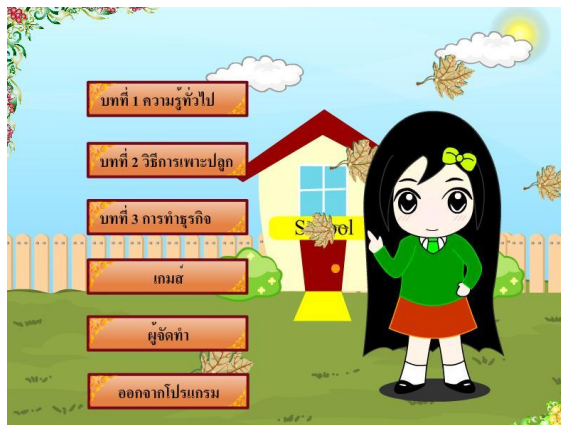 บทที่ 1 ความรู้ทั่วไป
บทที่ 2 วิธีการเพาะปลูก
บทที่ 3 การทำธุรกิจ
เกมส์
ผู้จัดทำ
ออกจากโปรแกรม